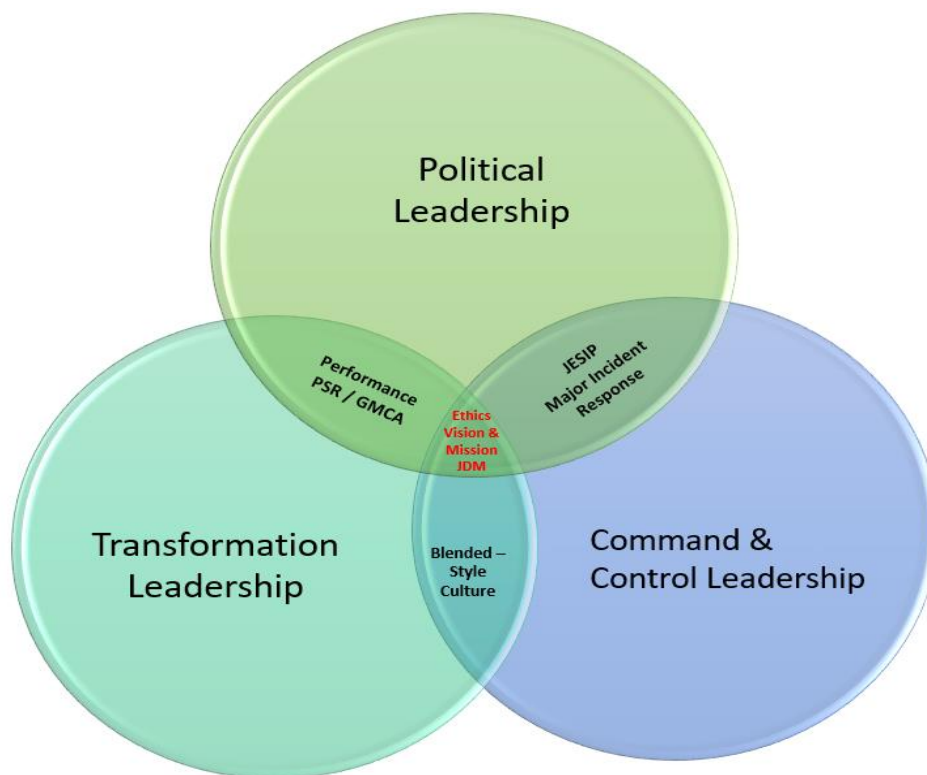 Political
Leadership
Performance
PSR / GMCA
JESIP
Major Incident
Response
Ethics
Vision &
Mission
JDM
Transformation
Leadership
Blended –
Style
Culture
Command &
Control Leadership